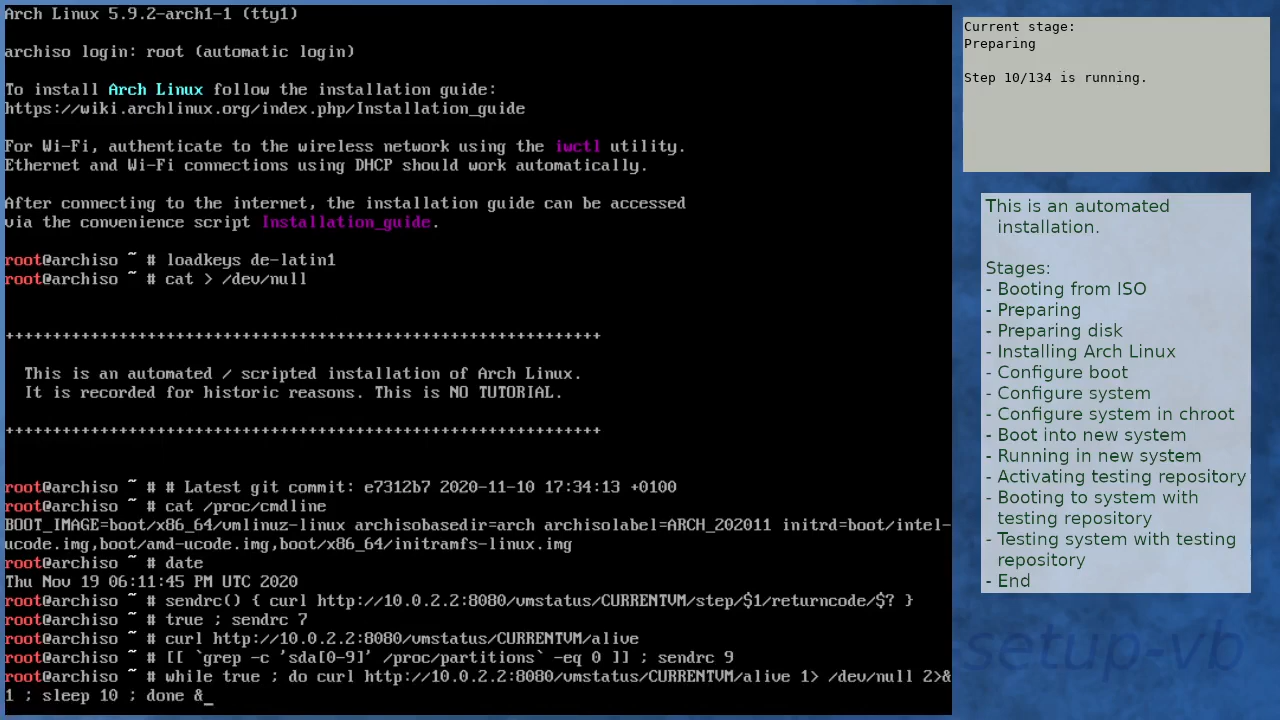 Arch Linux 5.9.2-arch1-1 (tty1)
archiso login: root (automatic login)
To install Arch Linux follow the installation guide:
https://wiki.archlinux.org/index.php/Installation_guide
For Wi-Fi, authenticate to the wireless network using the iwctl utility.
Ethernet and Wi-Fi connections using DHCP should work automatically.
After connecting to the internet, the installation guide can be accessed
via the convenience script Installation_guide.
root@archiso ~ # loadkeys de-latin1
root@archiso ~ # cat > /dev/null
+++++++++++++++++++++++++++++++++++++++++++++++++++++++++++++++
This is an automated / scripted installation of Arch Linux.
It is recorded for historic reasons. This is NO TUTORIAL.
+++++++++++++++++++++++++++++++++++++++++++++++++++++++++++++++
root@archiso ~ # # Latest git commit: e7312b7 2020-11-10 17:34:13 +0100
root@archiso ~ # cat /proc/cmdline
BOOT_IMAGE=boot/x86_64/vmlinuz-linux archisobasedir=arch archisolabel=ARCH_202011 initrd=boot/intel-
ucode.img,boot/amd-ucode.img,boot/x86_64/initramfs-linux.img
root@archiso ~ # date
Thu Nov 19 06:11:45 PM UTC 2020
root@archiso ~ # sendrc() { curl http://10.0.2.2:8080/vmstatus/CURRENTVM/step/$1/returncode/$? }
root@archiso ~ # true ; sendrc 7
root@archiso ~ # curl http://10.0.2.2:8080/vmstatus/CURRENTVM/alive
root@archiso ~ # [[ `grep -c 'sda[0-9]' /proc/partitions` -eq 0 ]] ; sendrc 9
root@archiso ~ # while true ; do curl http://10.0.2.2:8080/vmstatus/CURRENTVM/alive 1> /dev/null 2>&
1 ; sleep 10 ; done &_
Current stage:
Preparing
Step 10/134 is running.
This is an automated
installation.
Stages:
- Booting from ISO
- Preparing
- Preparing disk
- Installing Arch Linux
- Configure boot
- Configure system
- Configure system in chroot
- Boot into new system
- Running in new system
- Activating testing repository
- Booting to system with
testing repository
- Testing system with testing
repository
- End
setup-vb